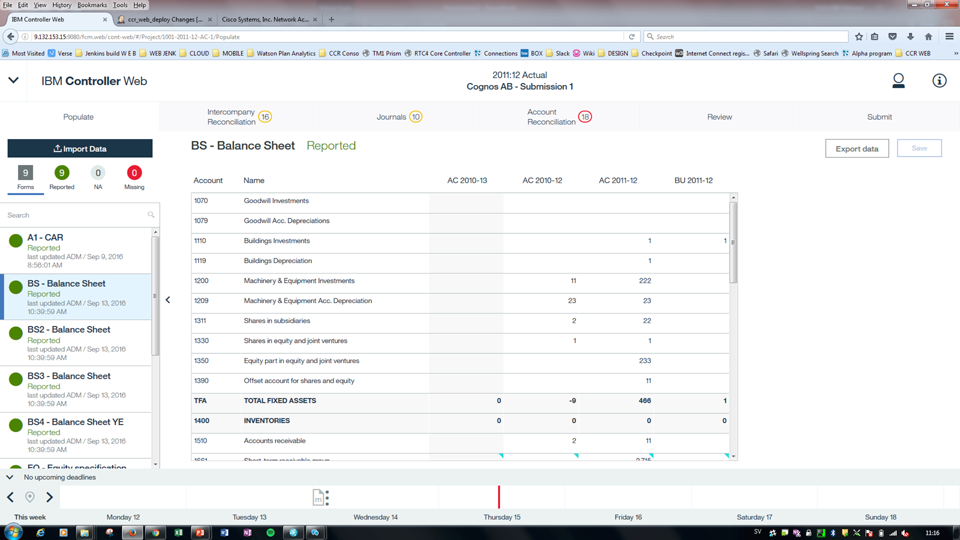 File Edit View History Bookmarks Tools Help
IBM Controller Web
ccr_web_deploy Changes [...
Cisco Systems, Inc. Network Ac...
9.132.153.15:9080/fcm.web/cont-web/#/Project/1001-2011-12-AC-1/Populate
Search
Most Visited Verse Jenkins build W E B WEB JENK CLOUD MOBILE Watson Plan Analytics CCR Conso TM1 Prism RTC4 Core Controller Connections BOX Slack Wiki DESIGN Checkpoint Internet Connect regis... Safari Wellspring Search Alpha program CCR WEB
IBM Controller Web
2011:12 Actual
Cognos AB - Submission 1
Populate
Intercompany Reconciliation 16
Journals 10
Account Reconciliation 18
Review
Submit
Import Data
9 9 0 0
Forms Reported NA Missing
Search
A1 - CAR
Reported
last updated ADM / Sep 9, 2016
8:56:01 AM
BS - Balance Sheet
Reported
last updated ADM / Sep 13, 2016
10:39:59 AM
BS2 - Balance Sheet
Reported
last updated ADM / Sep 13, 2016
10:39:59 AM
BS3 - Balance Sheet
Reported
last updated ADM / Sep 13, 2016
10:39:59 AM
BS4 - Balance Sheet YE
Reported
last updated ADM / Sep 13, 2016
10:39:59 AM
EQ - Equity specification
BS - Balance Sheet Reported
Export data
Save
Account Name AC 2010-13 AC 2010-12 AC 2011-12 BU 2011-12
1070 Goodwill Investments
1079 Goodwill Acc. Depreciations
1110 Buildings Investments 1 1
1119 Buildings Depreciation 1
1200 Machinery & Equipment Investments 11 222
1209 Machinery & Equipment Acc. Depreciation 23 23
1311 Shares in subsidiaries 2 22
1330 Shares in equity and joint ventures 1 1
1350 Equity part in equity and joint ventures 233
1390 Offset account for shares and equity 11
TFA TOTAL FIXED ASSETS 0 -9 466 1
1400 INVENTORIES 0 0 0 0
1510 Accounts receivable 2 11
No upcoming deadlines
This week Monday 12 Tuesday 13 Wednesday 14 Thursday 15 Friday 16 Saturday 17 Sunday 18
SV
11:16